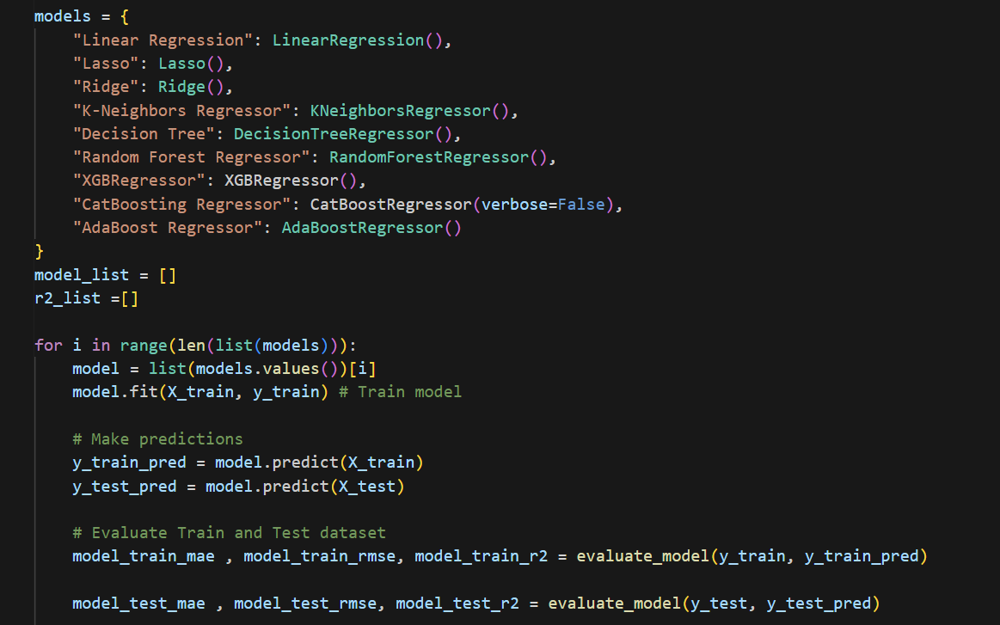 models = {
    "Linear Regression": LinearRegression(),
    "Lasso": Lasso(),
    "Ridge": Ridge(),
    "K-Neighbors Regressor": KNeighborsRegressor(),
    "Decision Tree": DecisionTreeRegressor(),
    "Random Forest Regressor": RandomForestRegressor(),
    "XGBRegressor": XGBRegressor(),
    "CatBoosting Regressor": CatBoostRegressor(verbose=False),
    "AdaBoost Regressor": AdaBoostRegressor()
}
model_list = []
r2_list =[]

for i in range(len(list(models))):
    model = list(models.values())[i]
    model.fit(X_train, y_train) # Train model

    # Make predictions
    y_train_pred = model.predict(X_train)
    y_test_pred = model.predict(X_test)

    # Evaluate Train and Test dataset
    model_train_mae , model_train_rmse, model_train_r2 = evaluate_model(y_train, y_train_pred)

    model_test_mae , model_test_rmse, model_test_r2 = evaluate_model(y_test, y_test_pred)